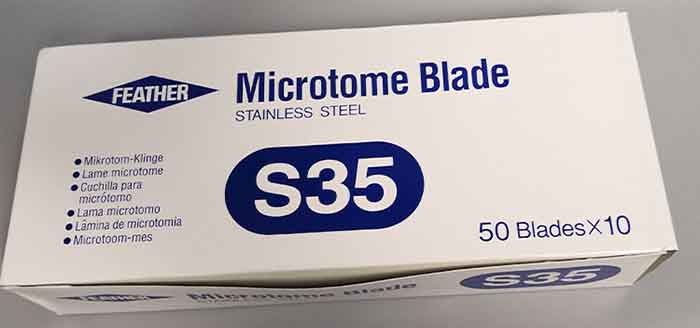 FEATHER
Microtome Blade
STAINLESS STEEL
● Mikrotom-Klinge
● Lame microtome
● Cuchilla para
micrótomo
● Lama microtomo
● Lâmina de microtomia
● Microtoom-mes
S35
50 Blades×10
FEATHER
Microtome Blade
S35